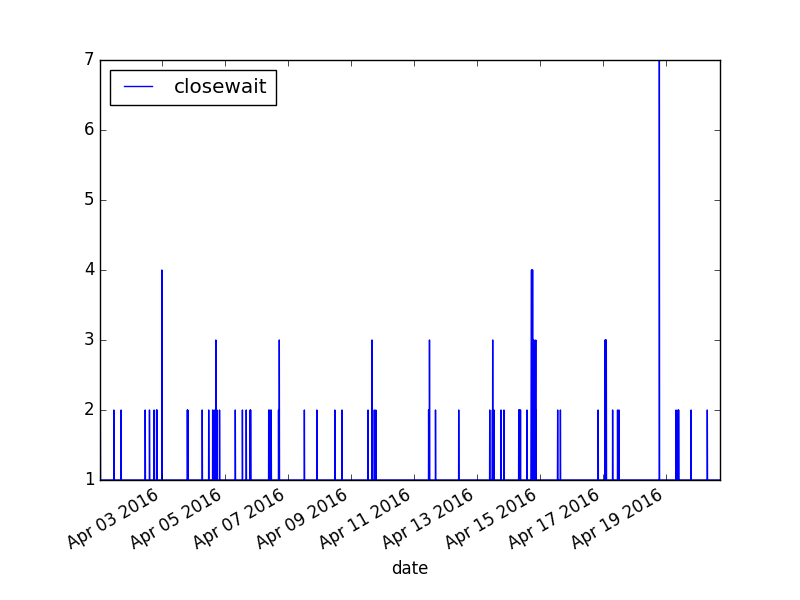 7
closewait
6
5
4
3
2
1
Apr 03 2016
Apr 05 2016
Apr 07 2016
Apr 09 2016
Apr 11 2016
Apr 13 2016
Apr 15 2016
Apr 17 2016
Apr 19 2016
date